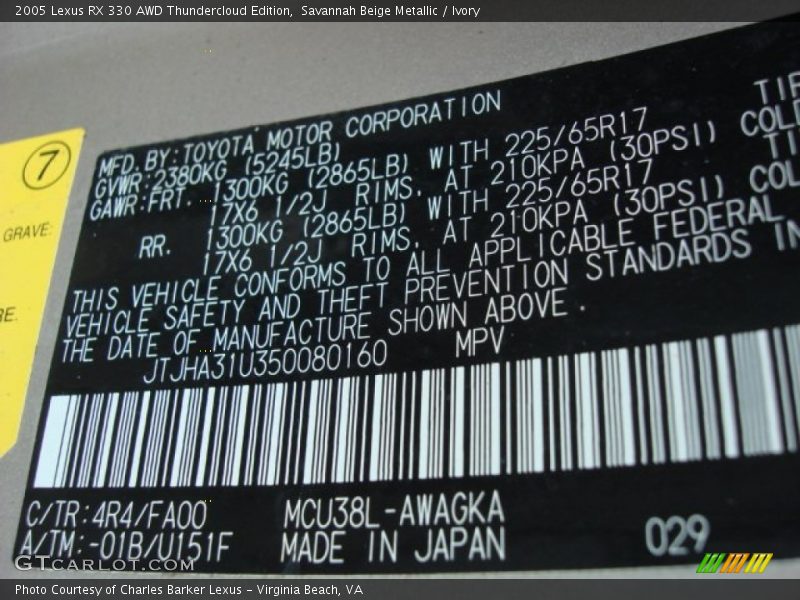 2005 Lexus RX 330 AWD Thundercloud Edition, Savannah Beige Metallic / Ivory
7
GRAVE:
RE.
MFD. BY: TOYOTA MOTOR CORPORATION
GVWR: 2380KG (5245LB)
GAWR: FRT. 1300KG (2865LB) WITH 225/65R17
17X6 1/2J RIMS, AT 210KPA (30PSI) COLD
RR. 1300KG (2865LB) WITH 225/65R17
17X6 1/2J RIMS, AT 210KPA (30PSI) COL
THIS VEHICLE CONFORMS TO ALL APPLICABLE FEDERAL
VEHICLE SAFETY AND THEFT PREVENTION STANDARDS IN
THE DATE OF MANUFACTURE SHOWN ABOVE.
JTJHA31U350080160 MPV
C/TR: 4R4/FA00 MCU38L-AWAGKA
A/TM: -01B/U151F MADE IN JAPAN 029
GTCARLOT.COM
Photo Courtesy of Charles Barker Lexus - Virginia Beach, VA